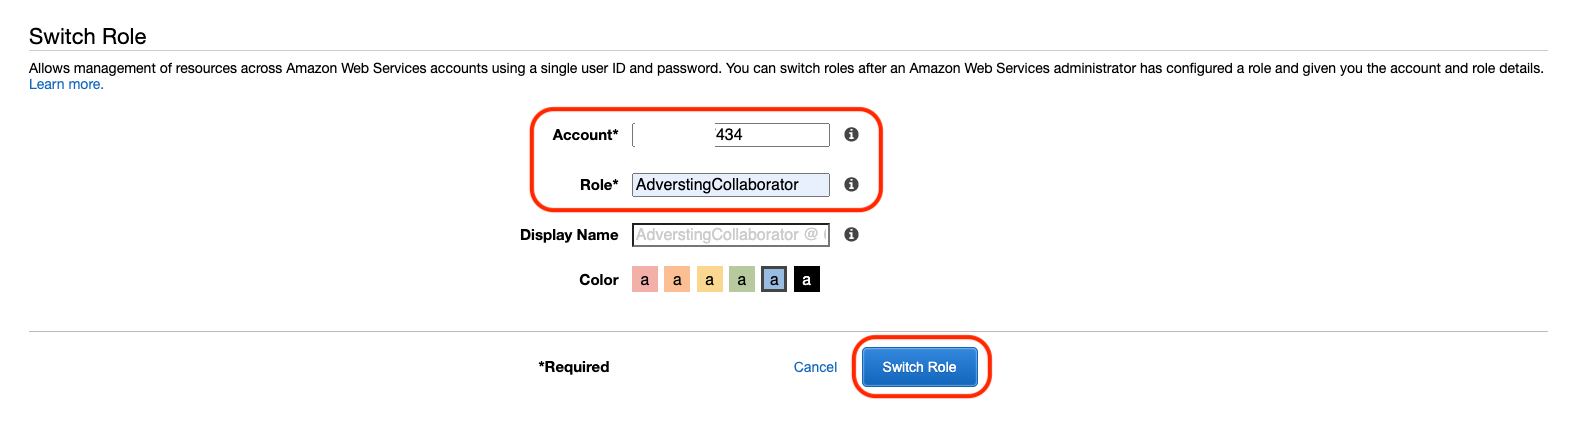 Switch Role
Allows management of resources across Amazon Web Services accounts using a single user ID and password. You can switch roles after an Amazon Web Services administrator has configured a role and given you the account and role details.
Learn more.
Account* 434
Role* AdverstingCollaborator
Display Name AdverstingCollaborator @
Color a a a a a a
*Required Cancel Switch Role